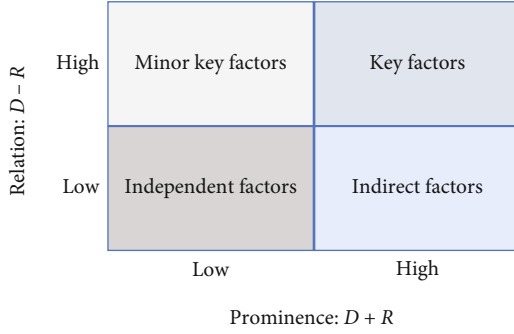 Relation: D – R
High
Minor key factors
Key factors
Low
Independent factors
Indirect factors
Low
High
Prominence: D + R